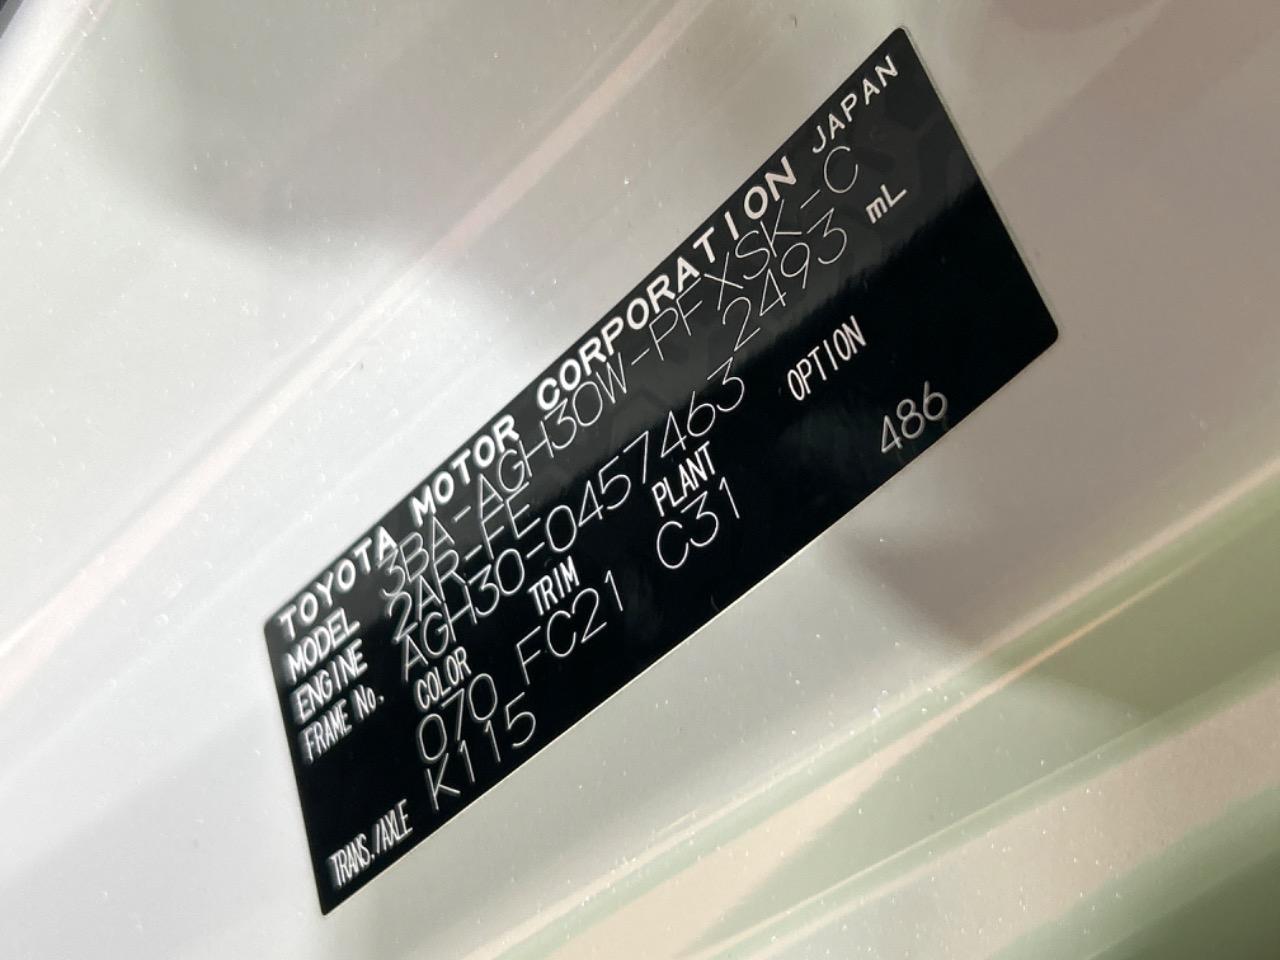 TOYOTA MOTOR CORPORATION JAPAN
MODEL 3BA-AGH30W-PFXSK-C
ENGINE 2AR-FE 2493 mL
FRAME No. AGH30-0457463
COLOR TRIM PLANT OPTION
070 FC21 C31 486
TRANS./AXLE K115